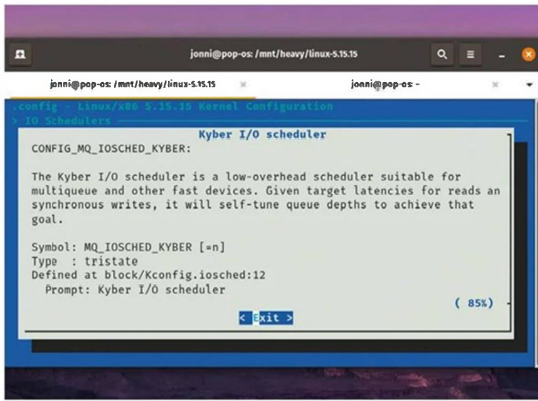 jonni@pop-os: /mnt/heavy/linux-5.15.15
jonni@pop-os: /mnt/heavy/linux-5.15.15
jonni@pop-os: ~
.config - Linux/x86 5.15.15 Kernel Configuration
> IO Schedulers
Kyber I/O scheduler
CONFIG_MQ_IOSCHED_KYBER:
The Kyber I/O scheduler is a low-overhead scheduler suitable for
multiqueue and other fast devices. Given target latencies for reads an
synchronous writes, it will self-tune queue depths to achieve that
goal.
Symbol: MQ_IOSCHED_KYBER [=n]
Type : tristate
Defined at block/Kconfig.iosched:12
Prompt: Kyber I/O scheduler
( 85%)
< Exit >